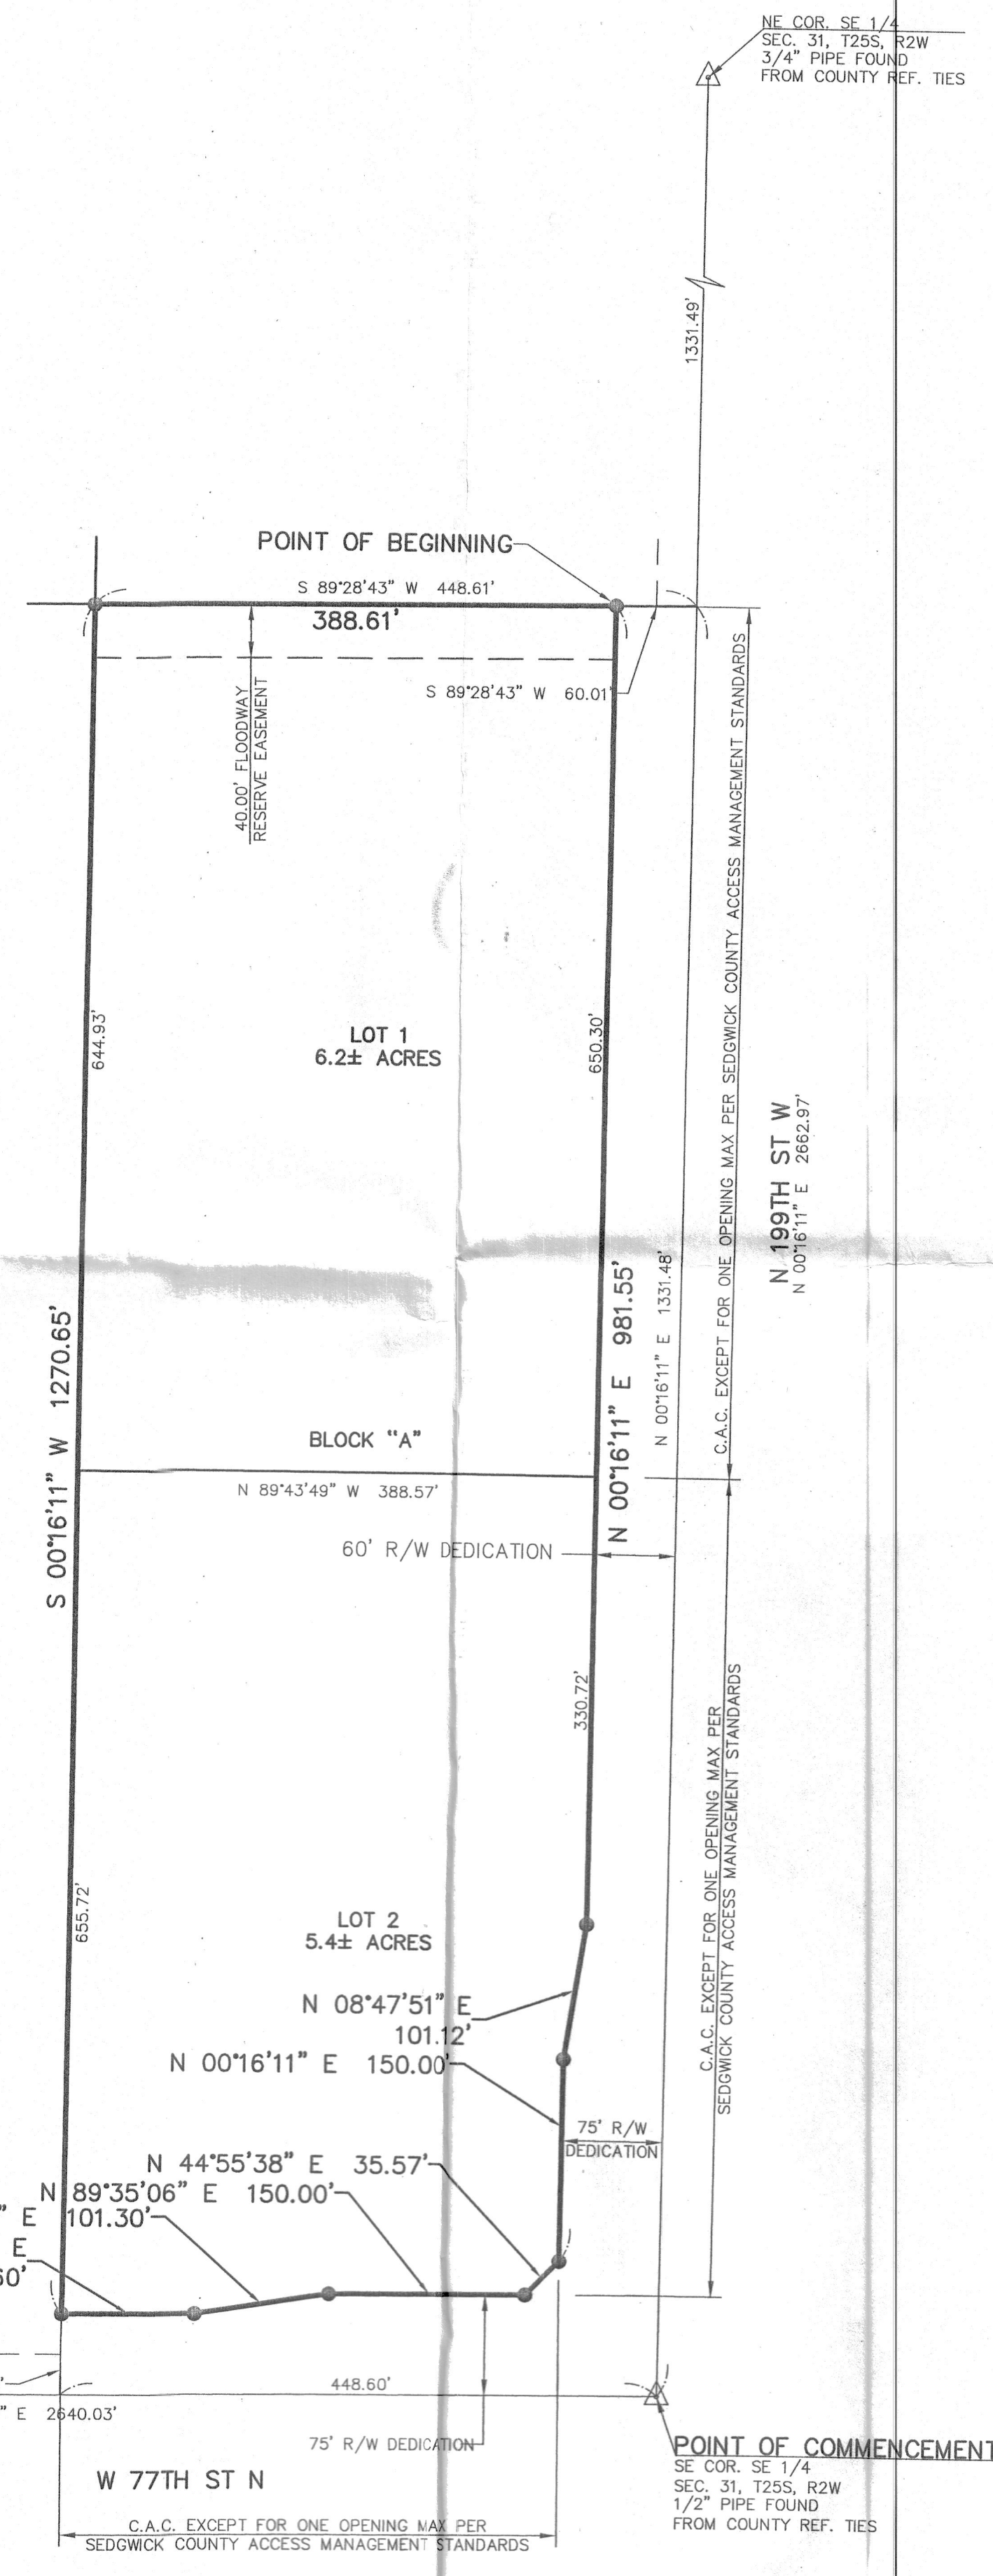 NE COR. SE 1/4
SEC. 31, T25S, R2W
3/4" PIPE FOUND
FROM COUNTY REF. TIES
1331.49'
POINT OF BEGINNING
S 89°28'43" W 448.61'
388.61'
S 89°28'43" W 60.01'
40.00' FLOODWAY
RESERVE EASEMENT
C.A.C. EXCEPT FOR ONE OPENING MAX PER SEDGWICK COUNTY ACCESS MANAGEMENT STANDARDS
644.93'
LOT 1
6.2± ACRES
650.30'
N 199TH ST W
N 00°16'11" E 2662.97'
S 00°16'11" W 1270.65'
N 00°16'11" E 981.55'
N 00°16'11" E 1331.48'
BLOCK "A"
N 89°43'49" W 388.57'
60' R/W DEDICATION
330.72'
C.A.C. EXCEPT FOR ONE OPENING MAX PER
SEDGWICK COUNTY ACCESS MANAGEMENT STANDARDS
655.72'
LOT 2
5.4± ACRES
N 08°47'51" E
101.12'
N 00°16'11" E 150.00'
75' R/W
DEDICATION
N 44°55'38" E 35.57'
N 89°35'06" E 150.00'
" E 101.30'
E
60'
448.60'
" E 2640.03'
75' R/W DEDICATION
POINT OF COMMENCEMENT
SE COR. SE 1/4
SEC. 31, T25S, R2W
1/2" PIPE FOUND
FROM COUNTY REF. TIES
W 77TH ST N
C.A.C. EXCEPT FOR ONE OPENING MAX PER
SEDGWICK COUNTY ACCESS MANAGEMENT STANDARDS